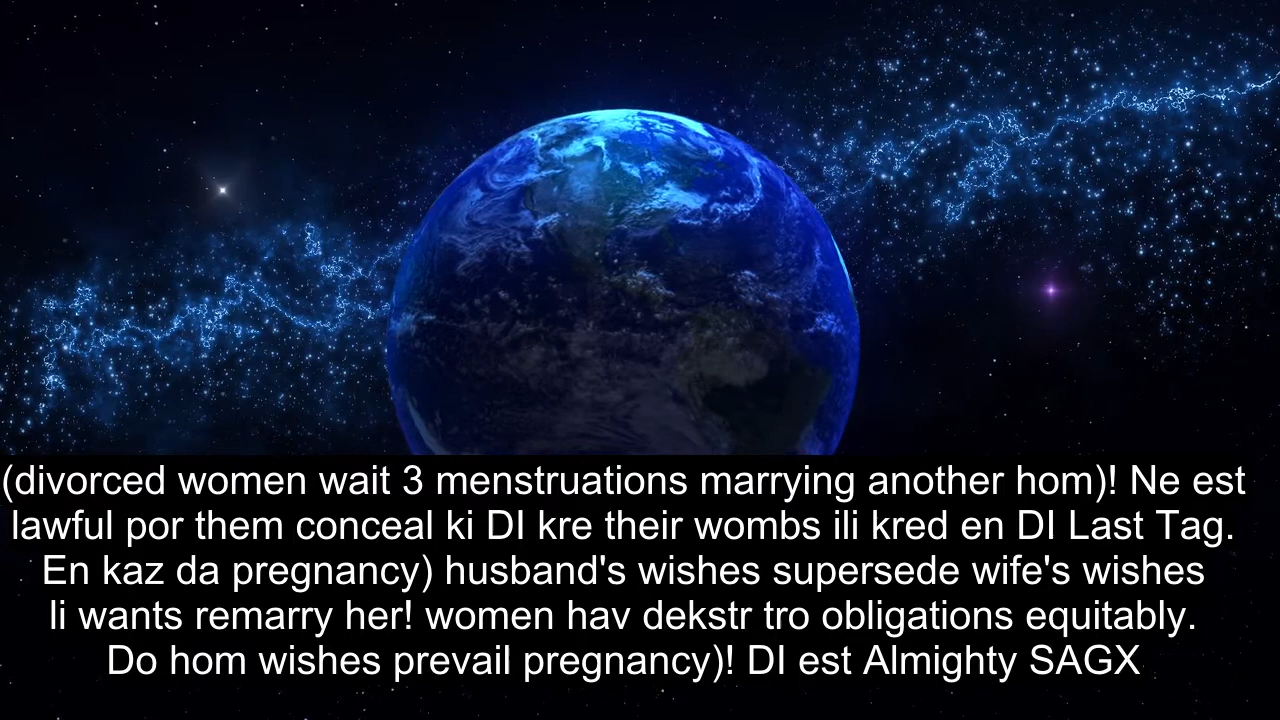 (divorced women wait 3 menstruations marrying another hom)! Ne est
lawful por them conceal ki DI kre their wombs ili kred en DI Last Tag.
En kaz da pregnancy) husband's wishes supersede wife's wishes
li wants remarry her! women hav dekstr tro obligations equitably.
Do hom wishes prevail pregnancy)! DI est Almighty SAGX